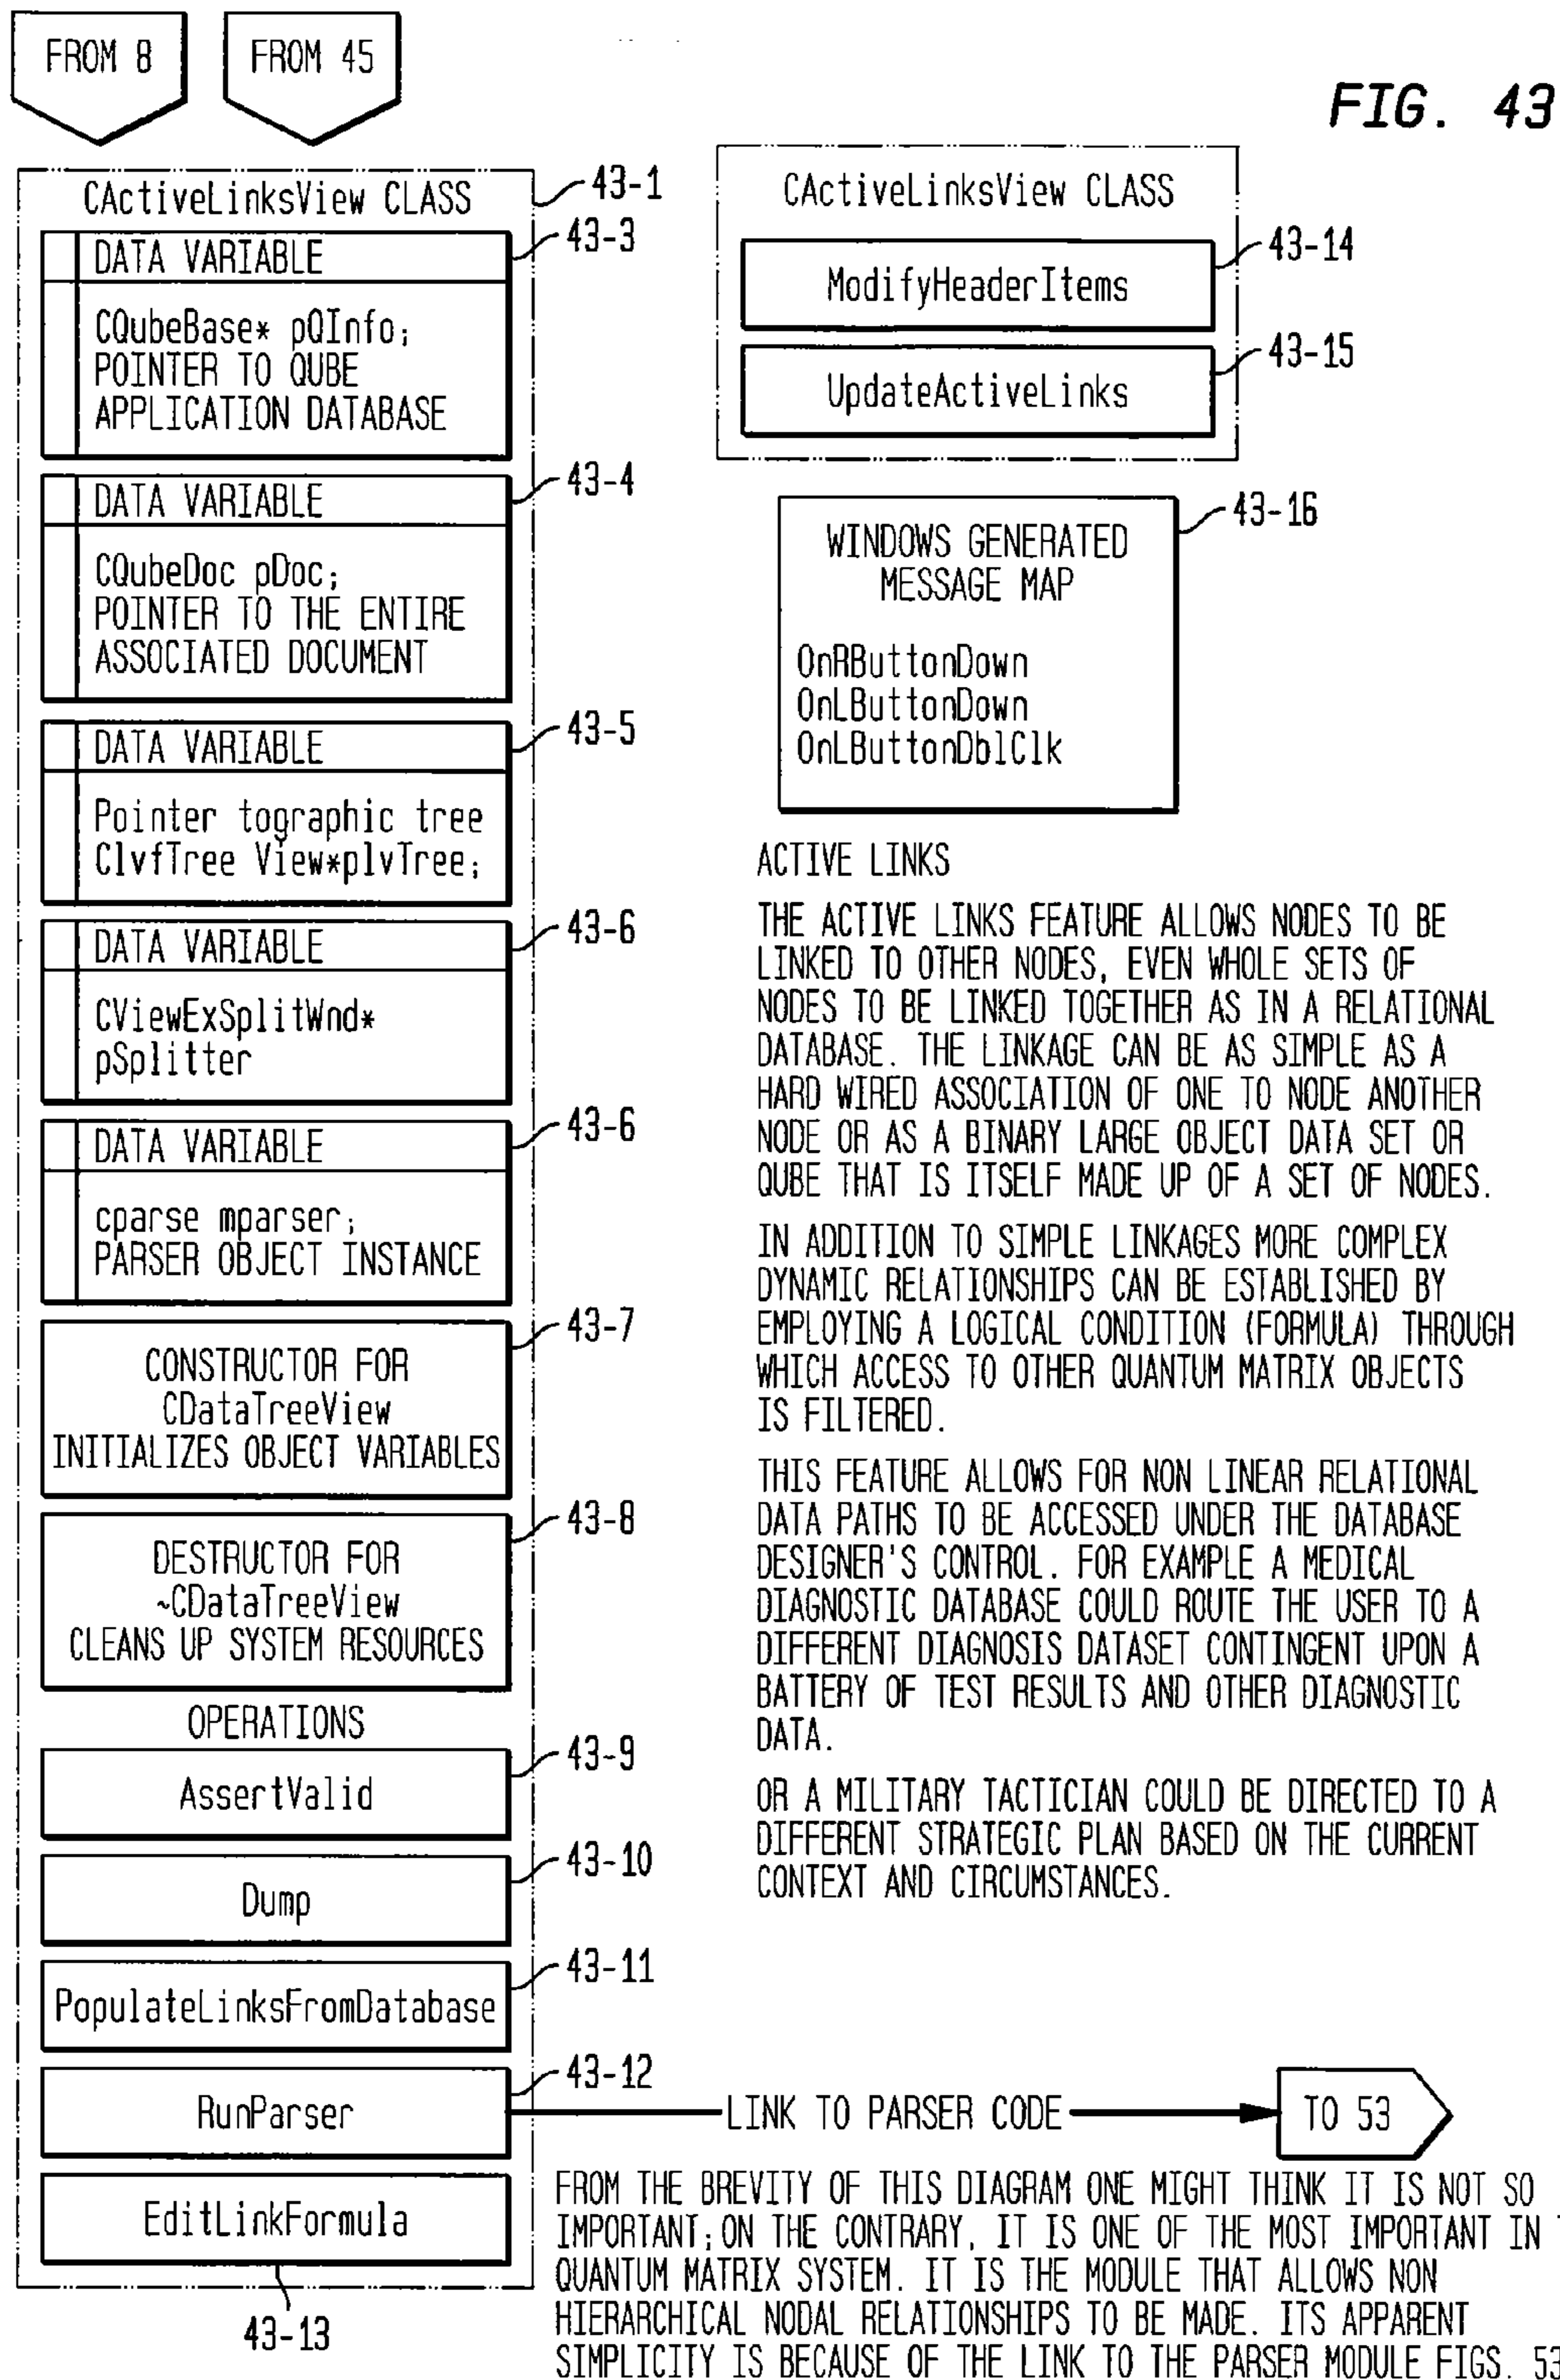 FROM 8
FROM 45
FIG. 43
CActiveLinksView CLASS
43-1
DATA VARIABLE
43-3
CQubeBase* pQInfo;
POINTER TO QUBE
APPLICATION DATABASE
DATA VARIABLE
43-4
CQubeDoc pDoc;
POINTER TO THE ENTIRE
ASSOCIATED DOCUMENT
DATA VARIABLE
43-5
Pointer tographic tree
ClvfTree View*plvTree;
DATA VARIABLE
43-6
CViewExSplitWnd*
pSplitter
DATA VARIABLE
43-6
cparse mparser;
PARSER OBJECT INSTANCE
43-7
CONSTRUCTOR FOR
CDataTreeView
INITIALIZES OBJECT VARIABLES
43-8
DESTRUCTOR FOR
~CDataTreeView
CLEANS UP SYSTEM RESOURCES
OPERATIONS
43-9
AssertValid
43-10
Dump
43-11
PopulateLinksFromDatabase
43-12
RunParser
LINK TO PARSER CODE
TO 53
EditLinkFormula
43-13
CActiveLinksView CLASS
ModifyHeaderItems
43-14
UpdateActiveLinks
43-15
43-16
WINDOWS GENERATED
MESSAGE MAP
OnRButtonDown
OnLButtonDown
OnLButtonDblClk
ACTIVE LINKS
THE ACTIVE LINKS FEATURE ALLOWS NODES TO BE
LINKED TO OTHER NODES, EVEN WHOLE SETS OF
NODES TO BE LINKED TOGETHER AS IN A RELATIONAL
DATABASE. THE LINKAGE CAN BE AS SIMPLE AS A
HARD WIRED ASSOCIATION OF ONE TO NODE ANOTHER
NODE OR AS A BINARY LARGE OBJECT DATA SET OR
QUBE THAT IS ITSELF MADE UP OF A SET OF NODES.
IN ADDITION TO SIMPLE LINKAGES MORE COMPLEX
DYNAMIC RELATIONSHIPS CAN BE ESTABLISHED BY
EMPLOYING A LOGICAL CONDITION (FORMULA) THROUGH
WHICH ACCESS TO OTHER QUANTUM MATRIX OBJECTS
IS FILTERED.
THIS FEATURE ALLOWS FOR NON LINEAR RELATIONAL
DATA PATHS TO BE ACCESSED UNDER THE DATABASE
DESIGNER'S CONTROL. FOR EXAMPLE A MEDICAL
DIAGNOSTIC DATABASE COULD ROUTE THE USER TO A
DIFFERENT DIAGNOSIS DATASET CONTINGENT UPON A
BATTERY OF TEST RESULTS AND OTHER DIAGNOSTIC
DATA.
OR A MILITARY TACTICIAN COULD BE DIRECTED TO A
DIFFERENT STRATEGIC PLAN BASED ON THE CURRENT
CONTEXT AND CIRCUMSTANCES.
FROM THE BREVITY OF THIS DIAGRAM ONE MIGHT THINK IT IS NOT SO
IMPORTANT; ON THE CONTRARY, IT IS ONE OF THE MOST IMPORTANT IN
QUANTUM MATRIX SYSTEM. IT IS THE MODULE THAT ALLOWS NON
HIERARCHICAL NODAL RELATIONSHIPS TO BE MADE. ITS APPARENT
SIMPLICITY IS BECAUSE OF THE LINK TO THE PARSER MODULE FIGS. 53